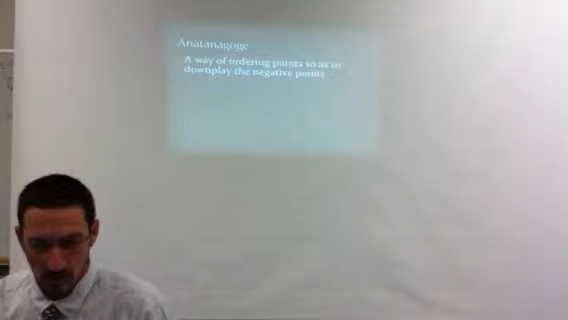 Anatanagoge
A way of ordering points so as to
downplay the negative points